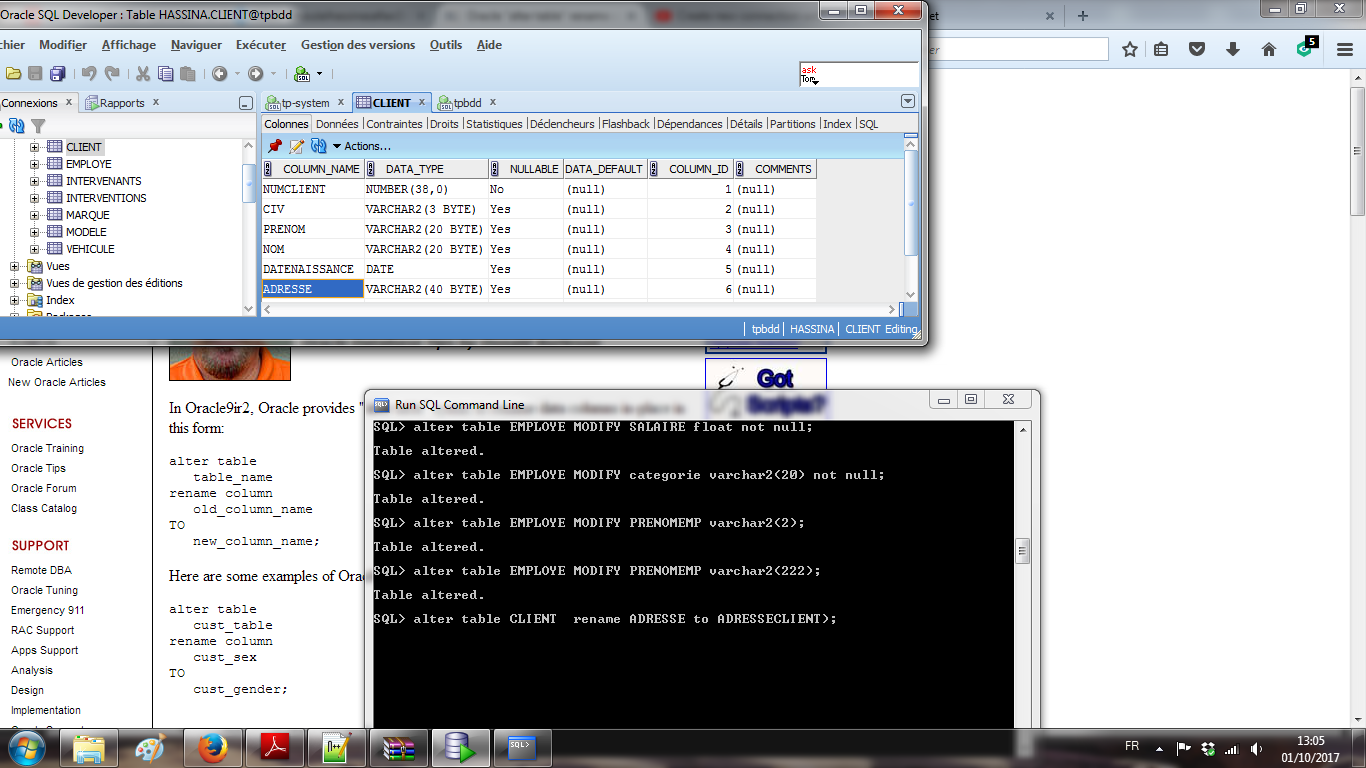 Oracle SQL Developer : Table HASSINA.CLIENT@tpbdd
et
chier Modifier Affichage Naviguer Exécuter Gestion des versions Outils Aide
5
ask
Tom
Connexions Rapports
tp-system CLIENT tpbdd
Colonnes Données Contraintes Droits Statistiques Déclencheurs Flashback Dépendances Détails Partitions Index SQL
Actions...
CLIENT
EMPLOYE
INTERVENANTS
INTERVENTIONS
MARQUE
MODELE
VEHICULE
Vues
Vues de gestion des éditions
Index
COLUMN_NAME DATA_TYPE NULLABLE DATA_DEFAULT COLUMN_ID COMMENTS
NUMCLIENT NUMBER(38,0) No (null) 1 (null)
CIV VARCHAR2(3 BYTE) Yes (null) 2 (null)
PRENOM VARCHAR2(20 BYTE) Yes (null) 3 (null)
NOM VARCHAR2(20 BYTE) Yes (null) 4 (null)
DATENAISSANCE DATE Yes (null) 5 (null)
ADRESSE VARCHAR2(40 BYTE) Yes (null) 6 (null)
tpbdd HASSINA CLIENT Editing
Oracle Articles
New Oracle Articles
SERVICES
Oracle Training
Oracle Tips
Oracle Forum
Class Catalog
SUPPORT
Remote DBA
Oracle Tuning
Emergency 911
RAC Support
Apps Support
Analysis
Design
Implementation
In Oracle9ir2, Oracle provides "
this form:
alter table
table_name
rename column
old_column_name
TO
new_column_name;
Here are some examples of Orac
alter table
cust_table
rename column
cust_sex
TO
cust_gender;
Got
Scripts?
Run SQL Command Line
SQL> alter table EMPLOYE MODIFY SALAIRE float not null;
Table altered.
SQL> alter table EMPLOYE MODIFY categorie varchar2(20) not null;
Table altered.
SQL> alter table EMPLOYE MODIFY PRENOMEMP varchar2(2);
Table altered.
SQL> alter table EMPLOYE MODIFY PRENOMEMP varchar2(222);
Table altered.
SQL> alter table CLIENT  rename ADRESSE to ADRESSECLIENT);
FR
13:05
01/10/2017